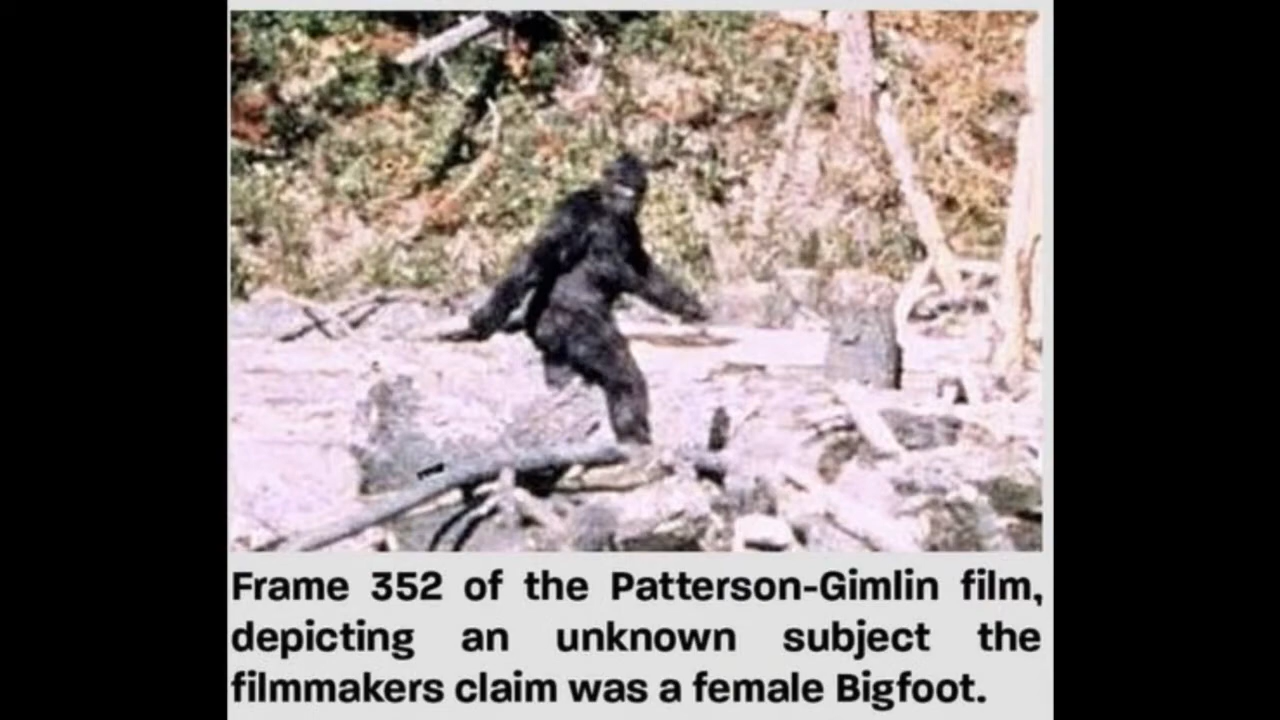 Frame 352 of the Patterson-Gimlin film,
depicting an unknown subject the
filmmakers claim was a female Bigfoot.